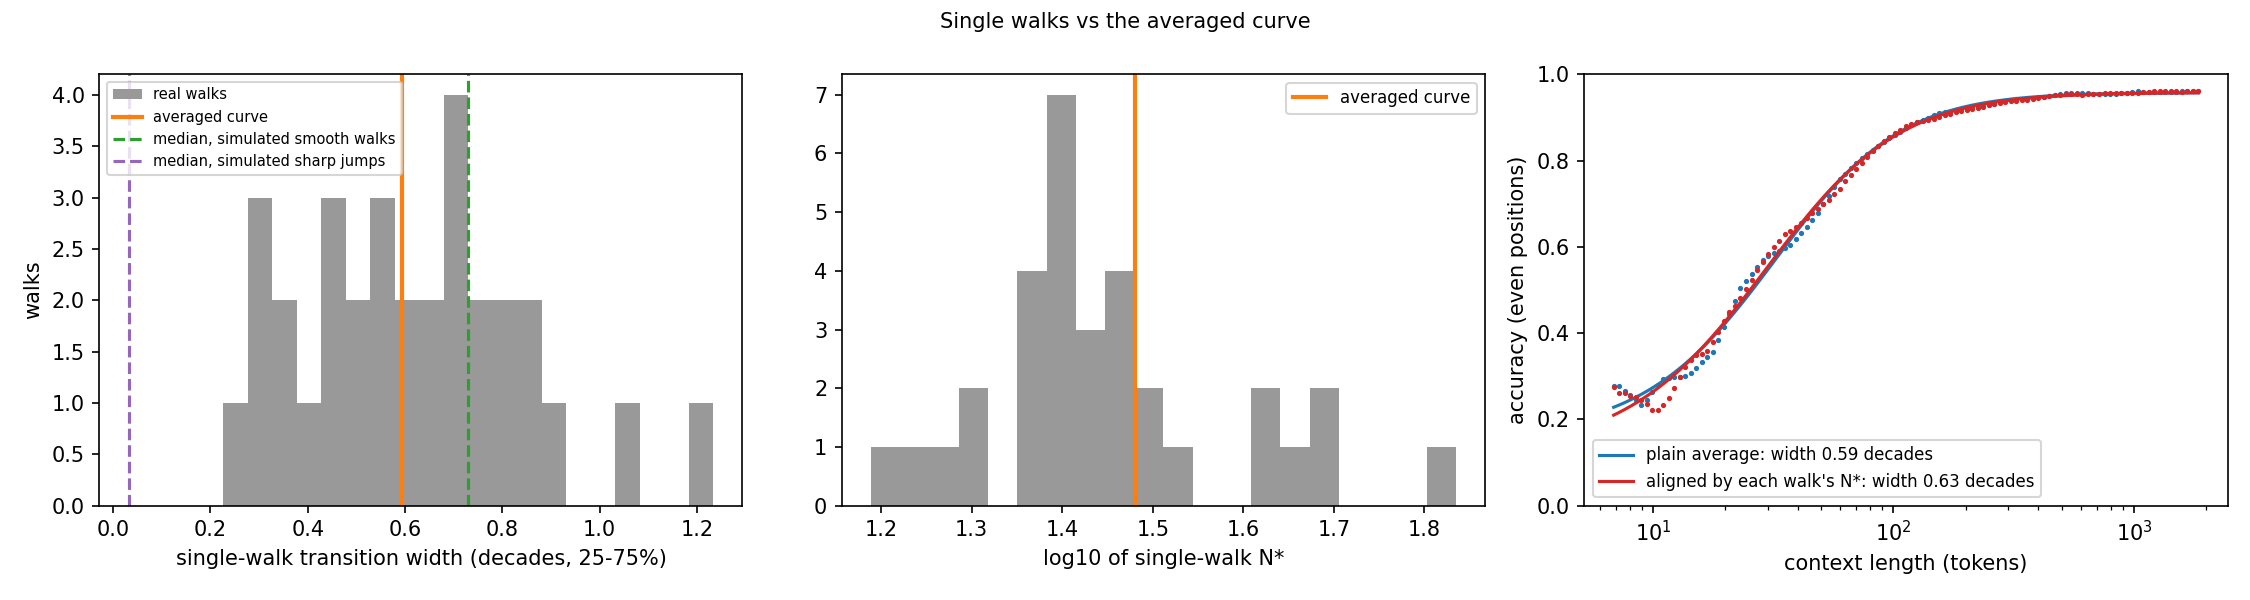 Single walks vs the averaged curve
real walks
averaged curve
median, simulated smooth walks
median, simulated sharp jumps
4.0
3.5
3.0
2.5
2.0
1.5
1.0
0.5
0.0
walks
0.0 0.2 0.4 0.6 0.8 1.0 1.2
single-walk transition width (decades, 25-75%)
averaged curve
7
6
5
4
3
2
1
0
1.2 1.3 1.4 1.5 1.6 1.7 1.8
log10 of single-walk N*
1.0
0.8
0.6
0.4
0.2
0.0
accuracy (even positions)
plain average: width 0.59 decades
aligned by each walk's N*: width 0.63 decades
10¹ 10² 10³
context length (tokens)